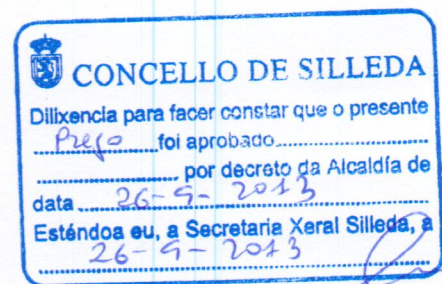 CONCELLO DE SILLEDA
Dilixencia para facer constar que o presente
Prego foi aprobado
por decreto da Alcaldía de
data 26-9-2013
Esténdoa eu, a Secretaria Xeral Silleda, a
26-9-2013